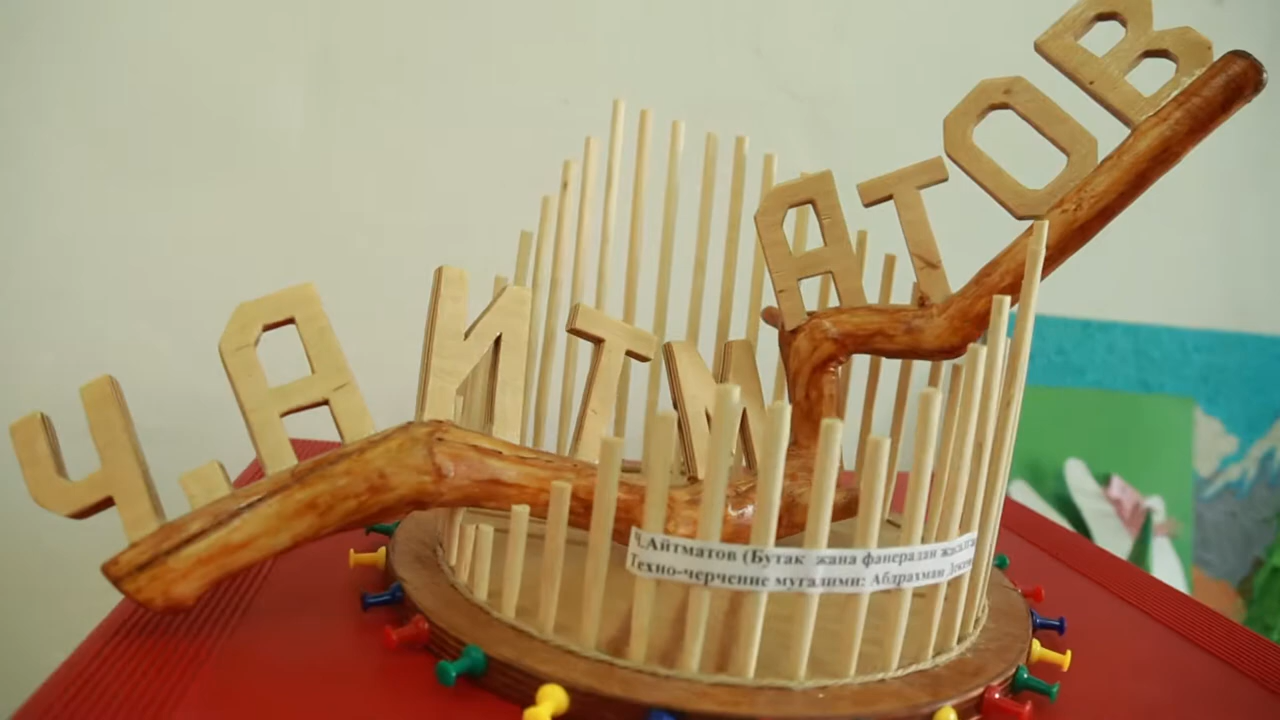 Ч.АЙТМАТОВ
Ч.Айтматов (Бутак жана фанерадан
Техно-черчение мугалими: Абдрахман